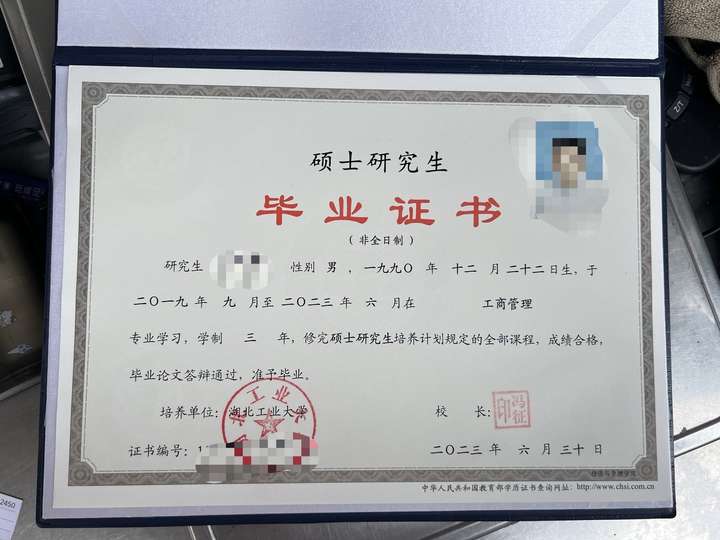 硕士研究生
毕业证书
（非全日制）
研究生 性别 男 ，一九九〇 年 十二 月 二十二日生，于
二〇一九 年 九 月至 二〇二三 年 六 月在 工商管理
专业学习，学制 三 年，修完硕士研究生培养计划规定的全部课程，成绩合格，
毕业论文答辩通过，准予毕业。
培养单位：湖北工业大学 校 长：
冯征印
证书编号：1
二〇二三 年 六 月 三十 日
中华人民共和国教育部学历证书查询网址：http://www.chsi.com.cn
2450
Z/1